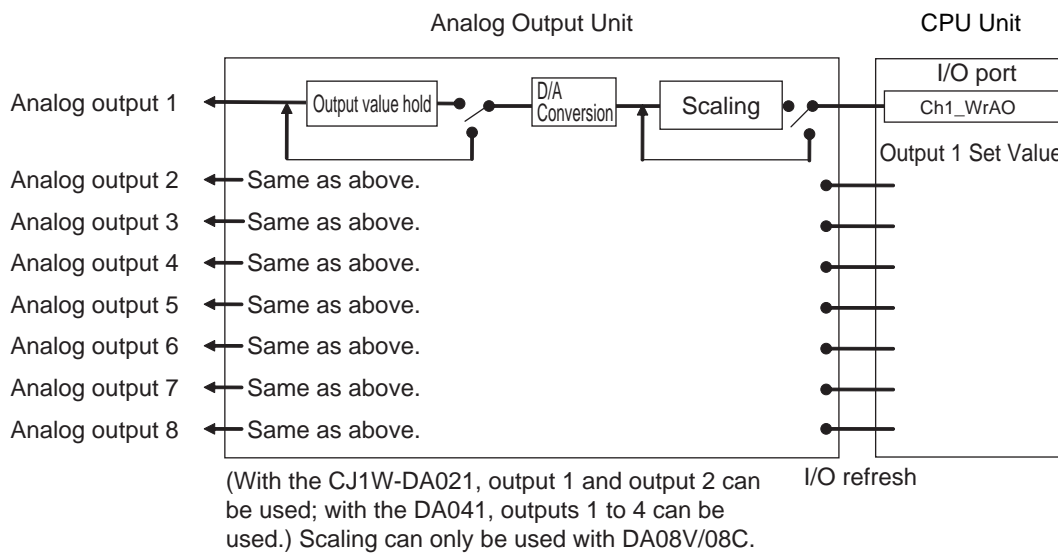 Analog Output Unit
CPU Unit
I/O port
Analog output 1
Output value hold
D/A
Conversion
Scaling
Ch1_WrAO
Output 1 Set Value
Analog output 2
Same as above.
Analog output 3
Same as above.
Analog output 4
Same as above.
Analog output 5
Same as above.
Analog output 6
Same as above.
Analog output 7
Same as above.
Analog output 8
Same as above.
I/O refresh
(With the CJ1W-DA021, output 1 and output 2 can
be used; with the DA041, outputs 1 to 4 can be
used.) Scaling can only be used with DA08V/08C.